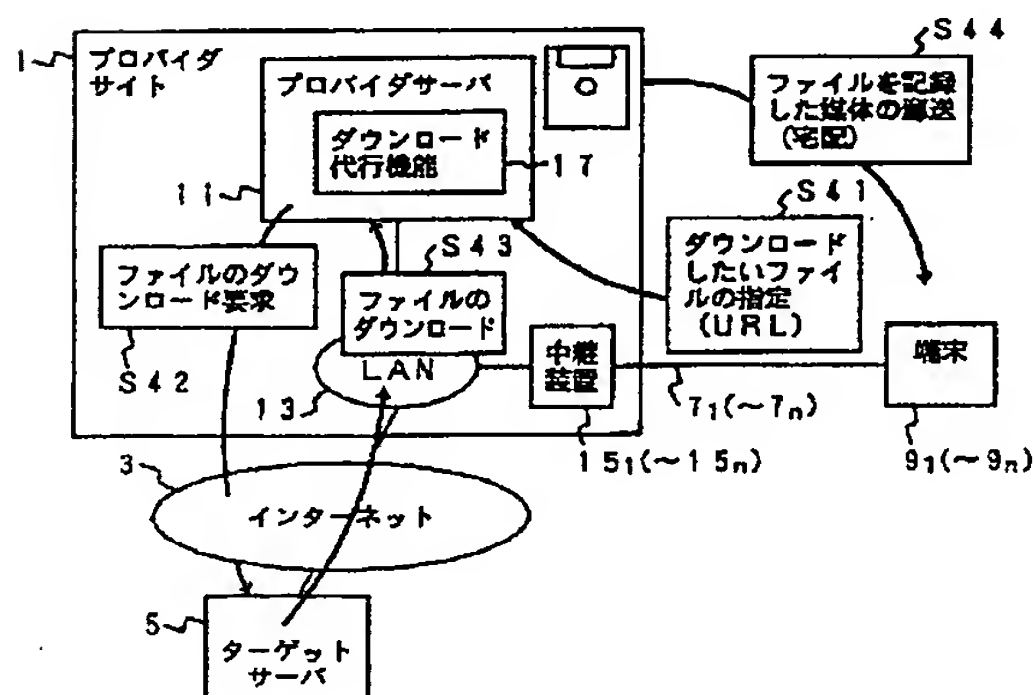 1
プロバイダ
サイト
プロバイダサーバ
ダウンロード
代行機能
17
11
S44
ファイルを記録
した媒体の郵送
(宅配)
S41
ダウンロード
したいファイ
ルの指定
(URL)
S43
ファイルのダウ
ンロード要求
S42
ファイルの
ダウンロード
LAN
13
中継
装置
151(~15n)
71(~7n)
端末
91(~9n)
3
インターネット
5
ターゲット
サーバ